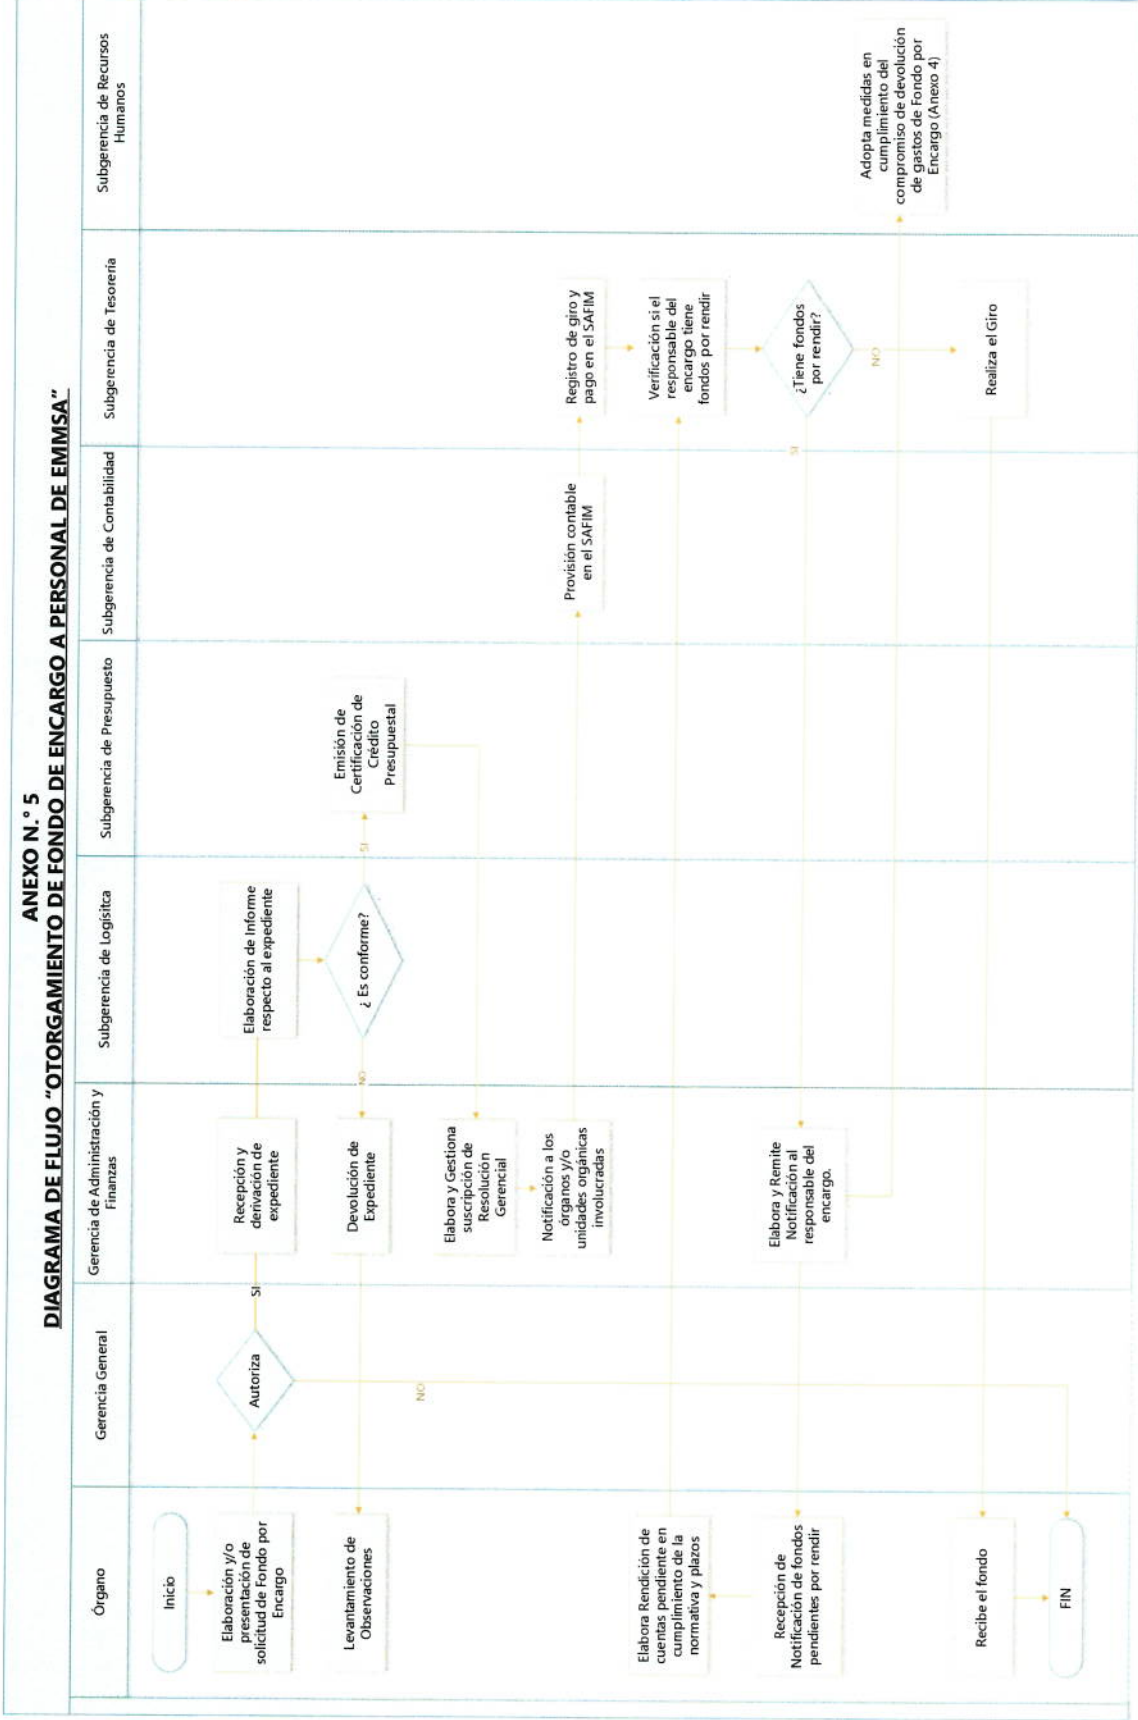 ANEXO N.° 5
DIAGRAMA DE FLUJO “OTORGAMIENTO DE FONDO DE ENCARGO A PERSONAL DE EMMSA”
Órgano
Gerencia General
Gerencia de Administración y
Finanzas
Subgerencia de Logísitca
Subgerencia de Presupuesto
Subgerencia de Contabilidad
Subgerencia de Tesorería
Subgerencia de Recursos
Humanos
Inicio
Elaboración y/o
presentación de
solicitud de Fondo por
Encargo
Autoriza
SI
NO
Recepción y
derivación de
expediente
Elaboración de Informe
respecto al expediente
¿ Es conforme?
SI
NO
Emisión de
Certificación de
Crédito
Presupuestal
Devolución de
Expediente
Levantamiento de
Observaciones
Elabora y Gestiona
suscripción de
Resolución
Gerencial
Notificación a los
órganos y/o
unidades orgánicas
involucradas
Provisión contable
en el SAFIM
Registro de giro y
pago en el SAFIM
Verificación si el
responsable del
encargo tiene
fondos por rendir
¿Tiene fondos
por rendir?
SI
NO
Elabora y Remite
Notificación al
responsable del
encargo.
Adopta medidas en
cumplimiento del
compromiso de devolución
de gastos de Fondo por
Encargo (Anexo 4)
Recepción de
Notificación de fondos
pendientes por rendir
Elabora Rendición de
cuentas pendiente en
cumplimiento de la
normativa y plazos
Realiza el Giro
Recibe el fondo
FIN